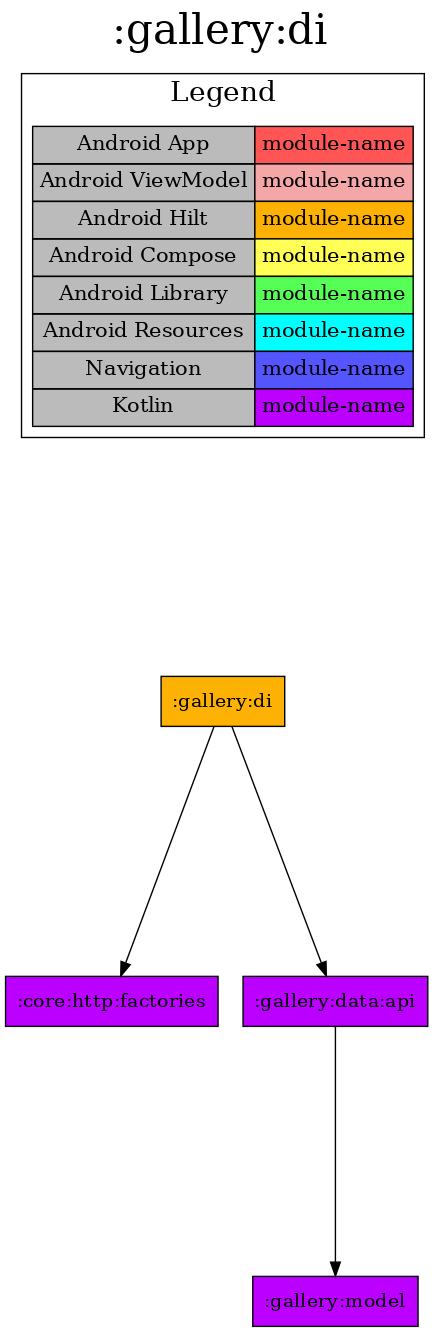 :gallery:di
Legend
Android App module-name
Android ViewModel module-name
Android Hilt module-name
Android Compose module-name
Android Library module-name
Android Resources module-name
Navigation module-name
Kotlin module-name
:gallery:di
:core:http:factories :gallery:data:api
:gallery:model